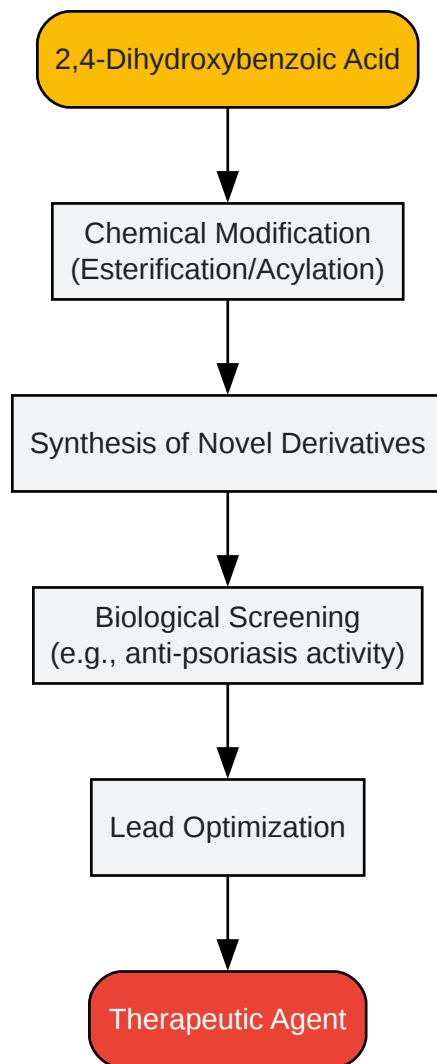 2,4-Dihydroxybenzoic Acid
Chemical Modification
(Esterification/Acylation)
Synthesis of Novel Derivatives
Biological Screening
(e.g., anti-psoriasis activity)
Lead Optimization
Therapeutic Agent